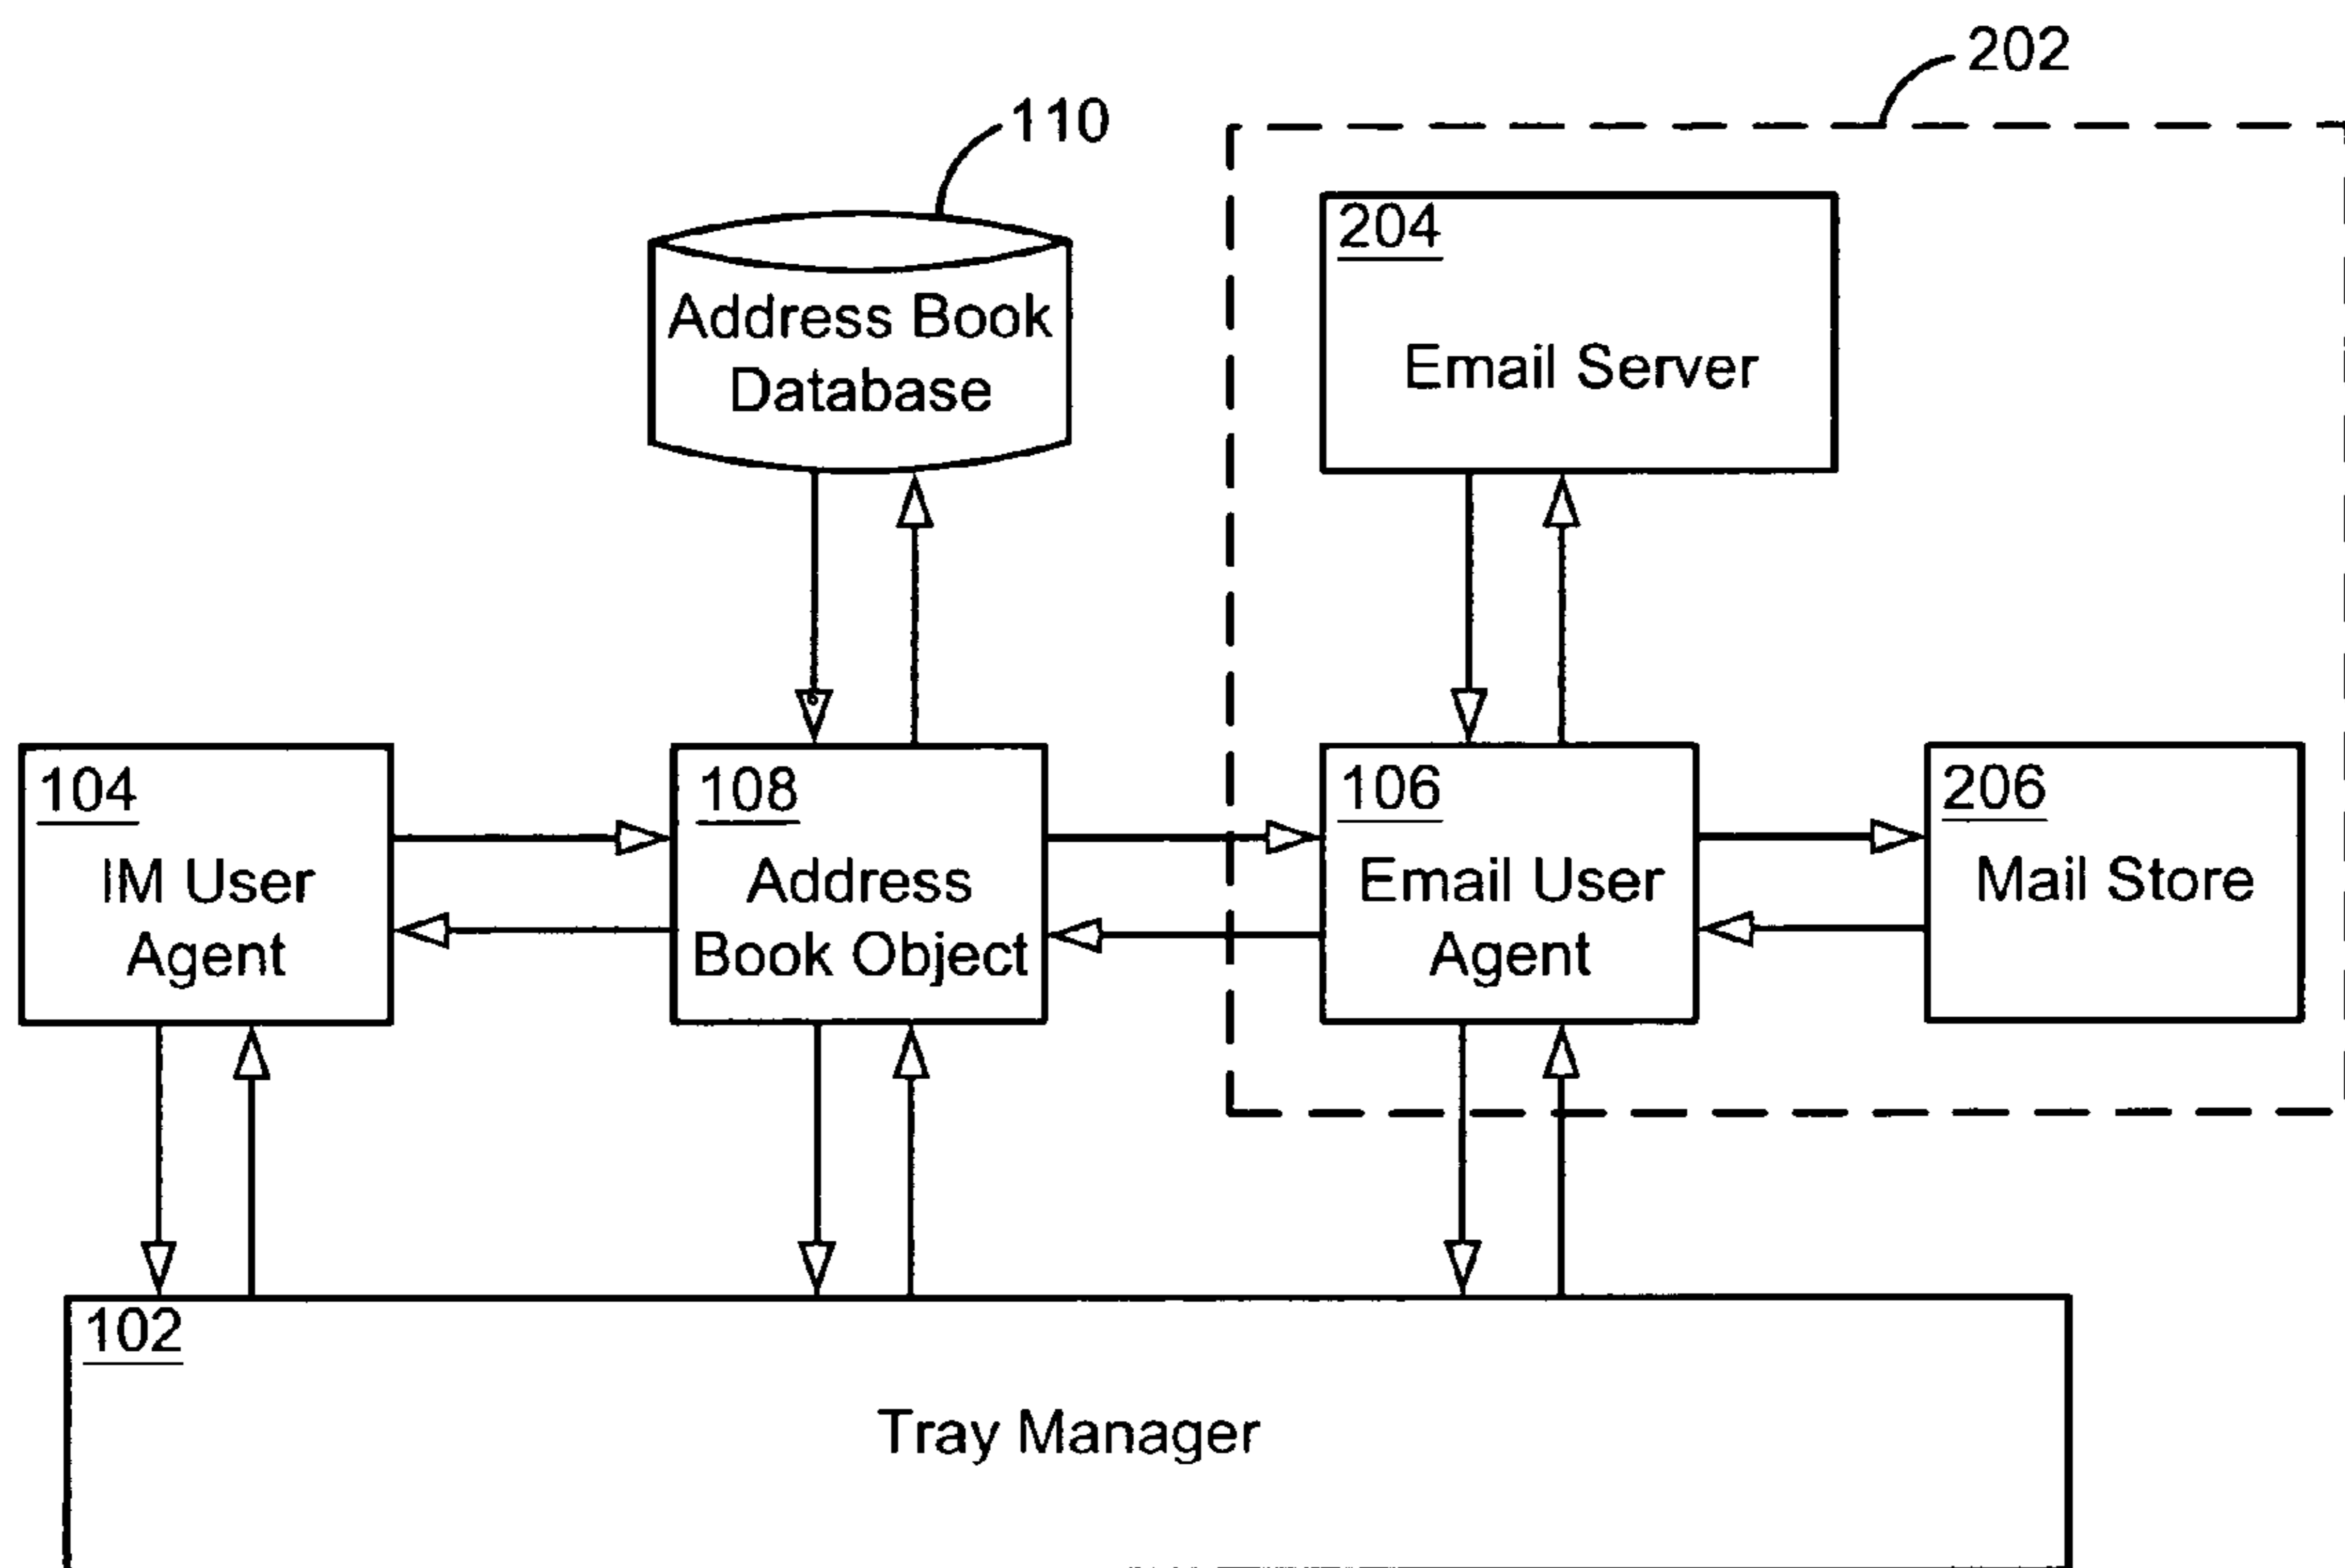 202
110
Address Book
Database
204
Email Server
104
IM User
Agent
108
Address
Book Object
106
Email User
Agent
206
Mail Store
102
Tray Manager